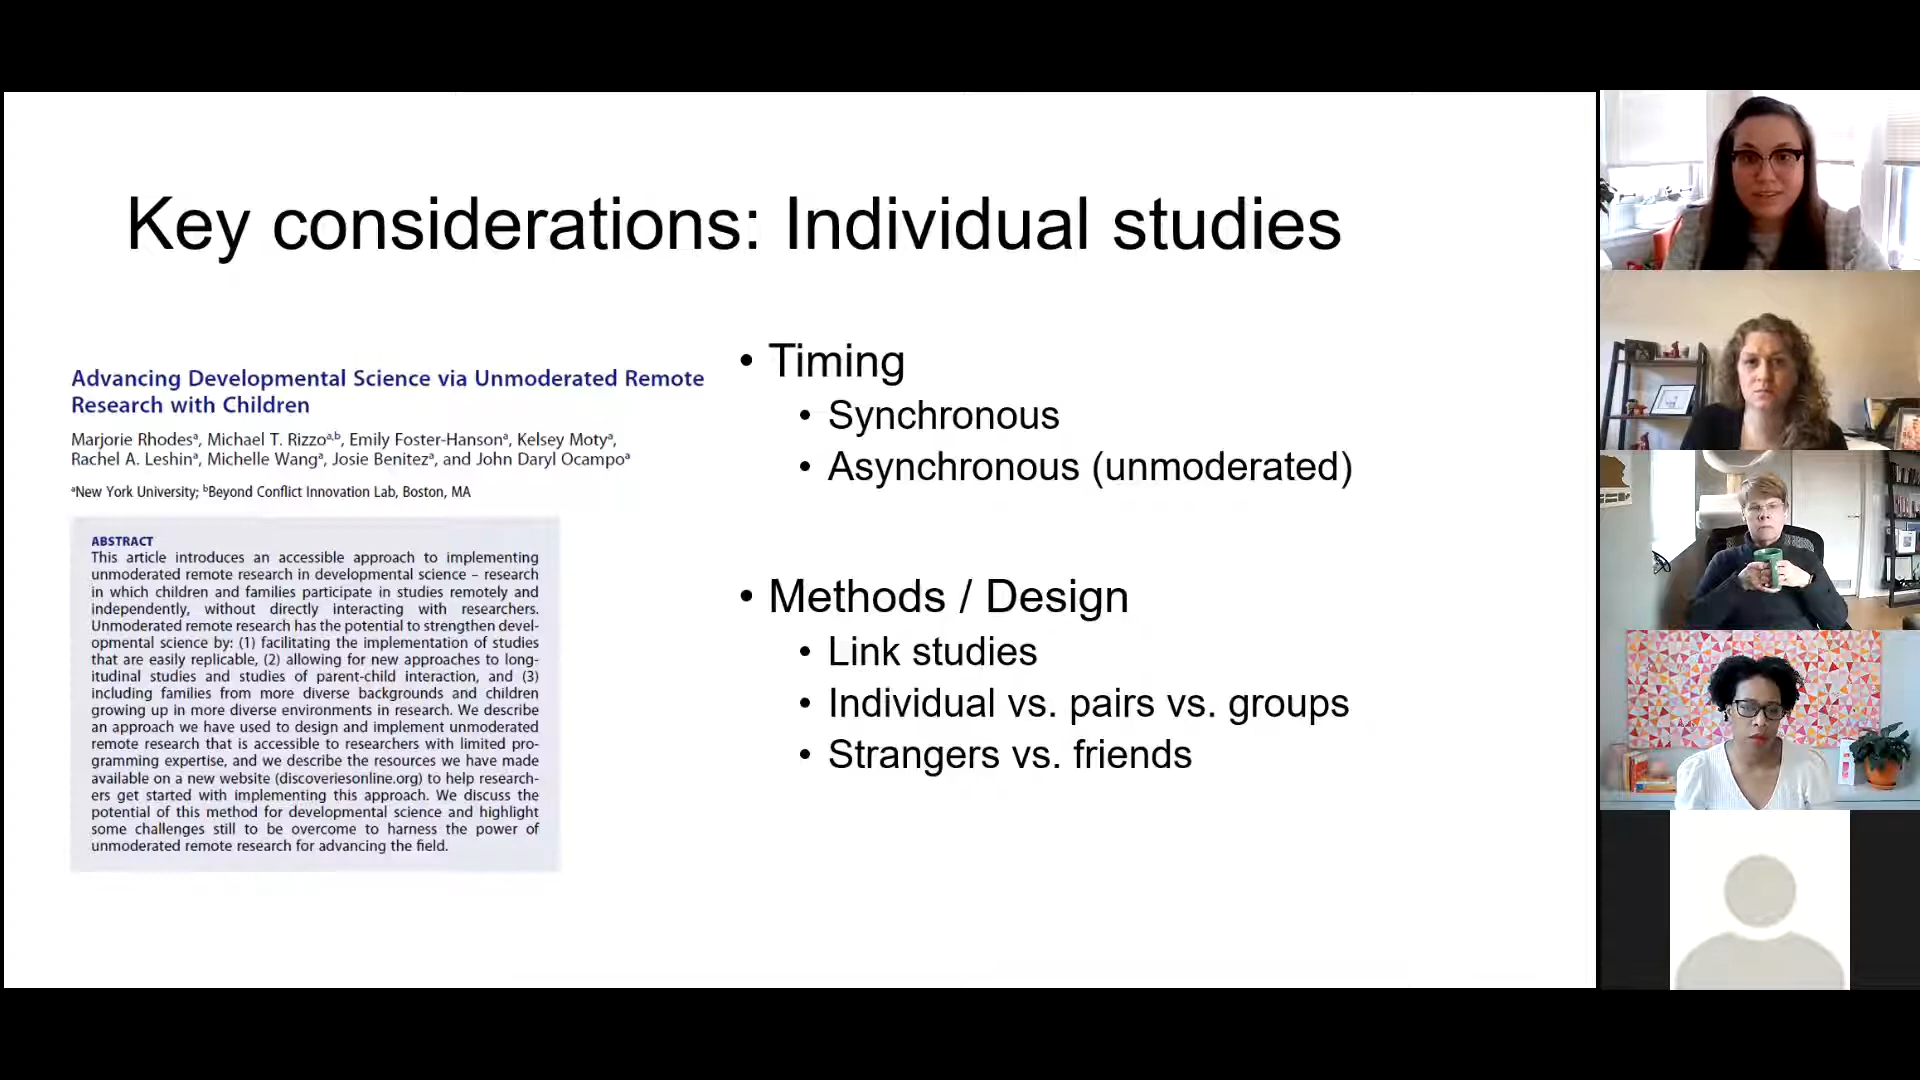 Key considerations: Individual studies
Advancing Developmental Science via Unmoderated Remote
Research with Children
Marjorie Rhodesᵃ, Michael T. Rizzoᵃ,ᵇ, Emily Foster-Hansonᵃ, Kelsey Motyᵃ,
Rachel A. Leshinᵃ, Michelle Wangᵃ, Josie Benitezᵃ, and John Daryl Ocampoᵃ
ᵃNew York University; ᵇBeyond Conflict Innovation Lab, Boston, MA
ABSTRACT
This article introduces an accessible approach to implementing
unmoderated remote research in developmental science – research
in which children and families participate in studies remotely and
independently, without directly interacting with researchers.
Unmoderated remote research has the potential to strengthen devel-
opmental science by: (1) facilitating the implementation of studies
that are easily replicable, (2) allowing for new approaches to long-
itudinal studies and studies of parent-child interaction, and (3)
including families from more diverse backgrounds and children
growing up in more diverse environments in research. We describe
an approach we have used to design and implement unmoderated
remote research that is accessible to researchers with limited pro-
gramming expertise, and we describe the resources we have made
available on a new website (discoveriesonline.org) to help research-
ers get started with implementing this approach. We discuss the
potential of this method for developmental science and highlight
some challenges still to be overcome to harness the power of
unmoderated remote research for advancing the field.
• Timing
• Synchronous
• Asynchronous (unmoderated)
• Methods / Design
• Link studies
• Individual vs. pairs vs. groups
• Strangers vs. friends